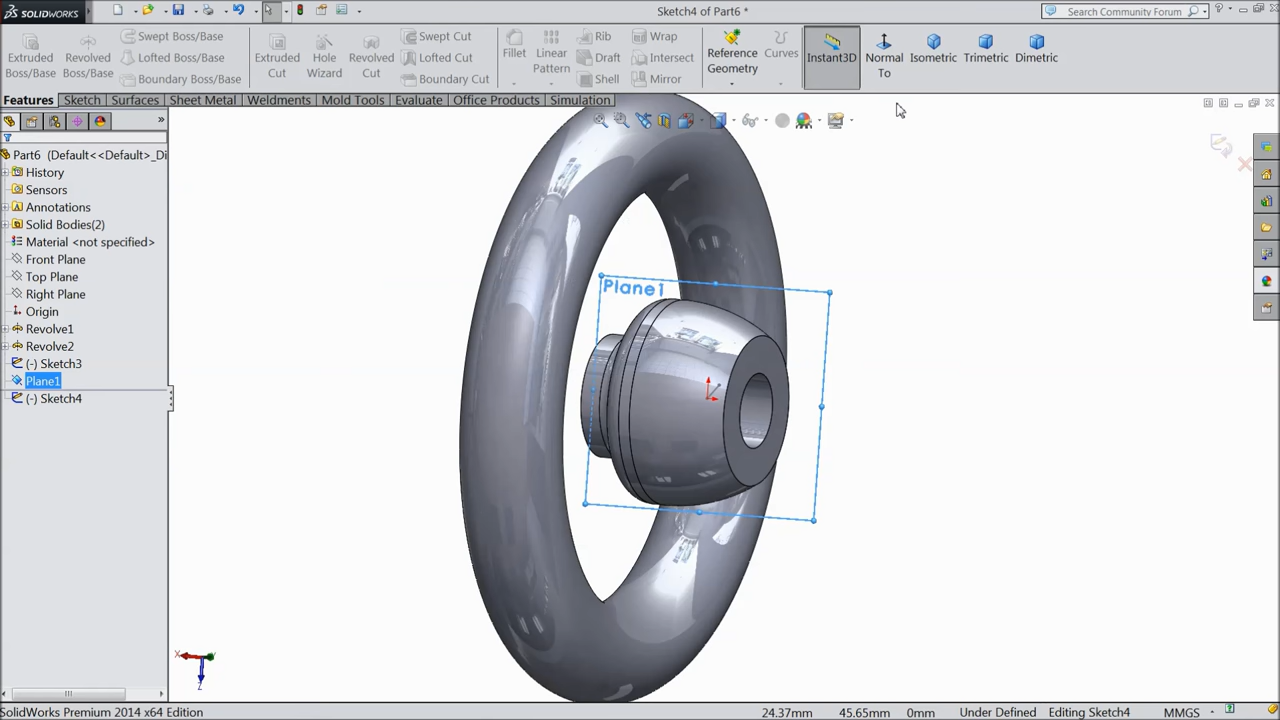 SOLIDWORKS
Sketch4 of Part6 *
Search Community Forum
Extruded Boss/Base
Revolved Boss/Base
Swept Boss/Base
Lofted Boss/Base
Boundary Boss/Base
Extruded Cut
Hole Wizard
Revolved Cut
Swept Cut
Lofted Cut
Boundary Cut
Fillet
Linear Pattern
Rib
Draft
Shell
Wrap
Intersect
Mirror
Reference Geometry
Curves
Instant3D
Normal To
Isometric
Trimetric
Dimetric
Features
Sketch
Surfaces
Sheet Metal
Weldments
Mold Tools
Evaluate
Office Products
Simulation
Part6 (Default<<Default>_Di
History
Sensors
Annotations
Solid Bodies(2)
Material <not specified>
Front Plane
Top Plane
Right Plane
Origin
Revolve1
Revolve2
(-) Sketch3
Plane1
(-) Sketch4
Plane1
X
Y
Z
SolidWorks Premium 2014 x64 Edition
24.37mm
45.65mm
0mm
Under Defined
Editing Sketch4
MMGS